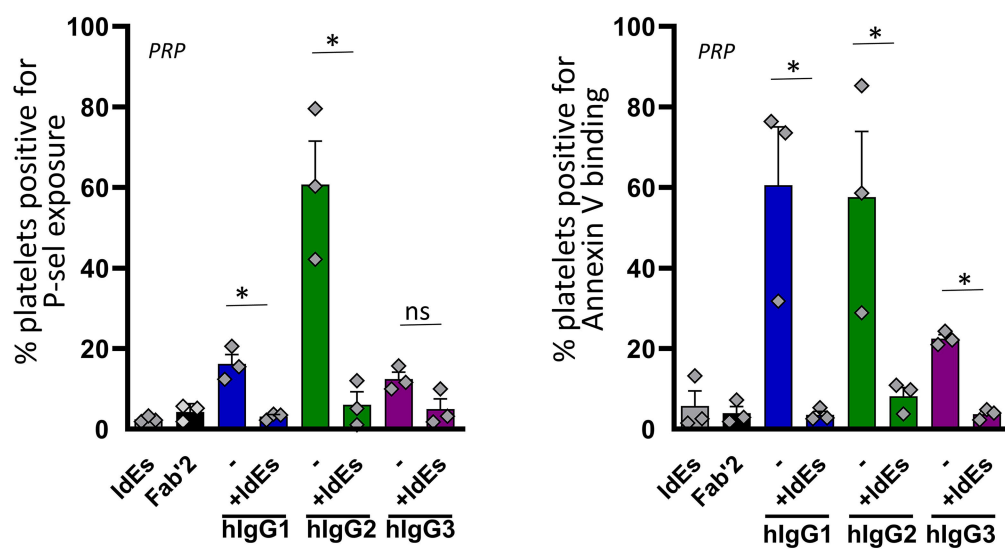 % platelets positive for
P-sel exposure
100
80
60
40
20
0
PRP
*
*
ns
IdEs
Fab'2
-
+IdEs
-
+IdEs
-
+IdEs
hIgG1
hIgG2
hIgG3
% platelets positive for
Annexin V binding
100
80
60
40
20
0
PRP
*
*
*
IdEs
Fab'2
-
+IdEs
-
+IdEs
-
+IdEs
hIgG1
hIgG2
hIgG3